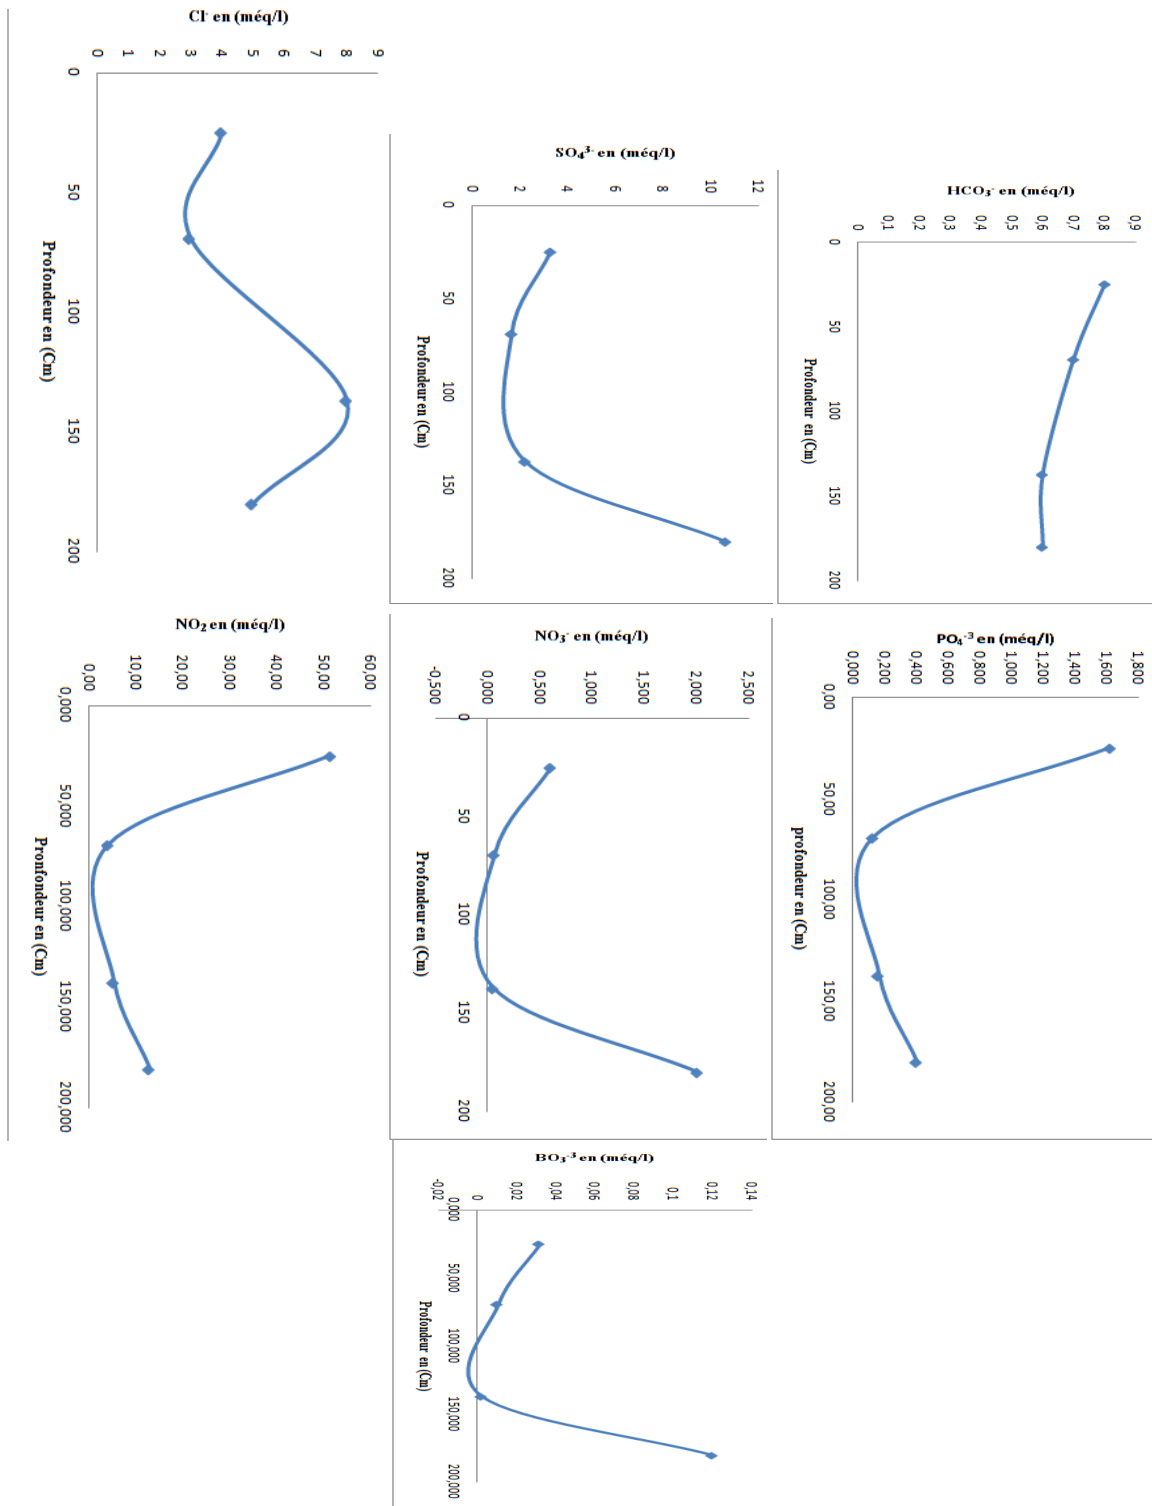 Cl⁻ en (méq/l)
0 1 2 3 4 5 6 7 8 9
0
50
100
150
200
Profondeur en (Cm)
SO₄³⁻ en (méq/l)
0 2 4 6 8 10 12
0
50
100
150
200
Profondeur en (Cm)
HCO₃⁻ en (méq/l)
0 0,1 0,2 0,3 0,4 0,5 0,6 0,7 0,8 0,9
0
50
100
150
200
Profondeur en (Cm)
NO₂ en (méq/l)
0,00 10,00 20,00 30,00 40,00 50,00 60,00
0,000
50,000
100,000
150,000
200,000
Pronfondeur en (Cm)
NO₃⁻ en (méq/l)
-0,500 0,000 0,500 1,000 1,500 2,000 2,500
0
50
100
150
200
Profondeur en (Cm)
PO₄⁻³ en (méq/l)
0,000 0,200 0,400 0,600 0,800 1,000 1,200 1,400 1,600 1,800
0,00
50,00
100,00
150,00
200,00
profondeur en (Cm)
BO₃⁻³ en (méq/l)
-0,02 0 0,02 0,04 0,06 0,08 0,1 0,12 0,14
0,000
50,000
100,000
150,000
200,000
Profondeur en (Cm)